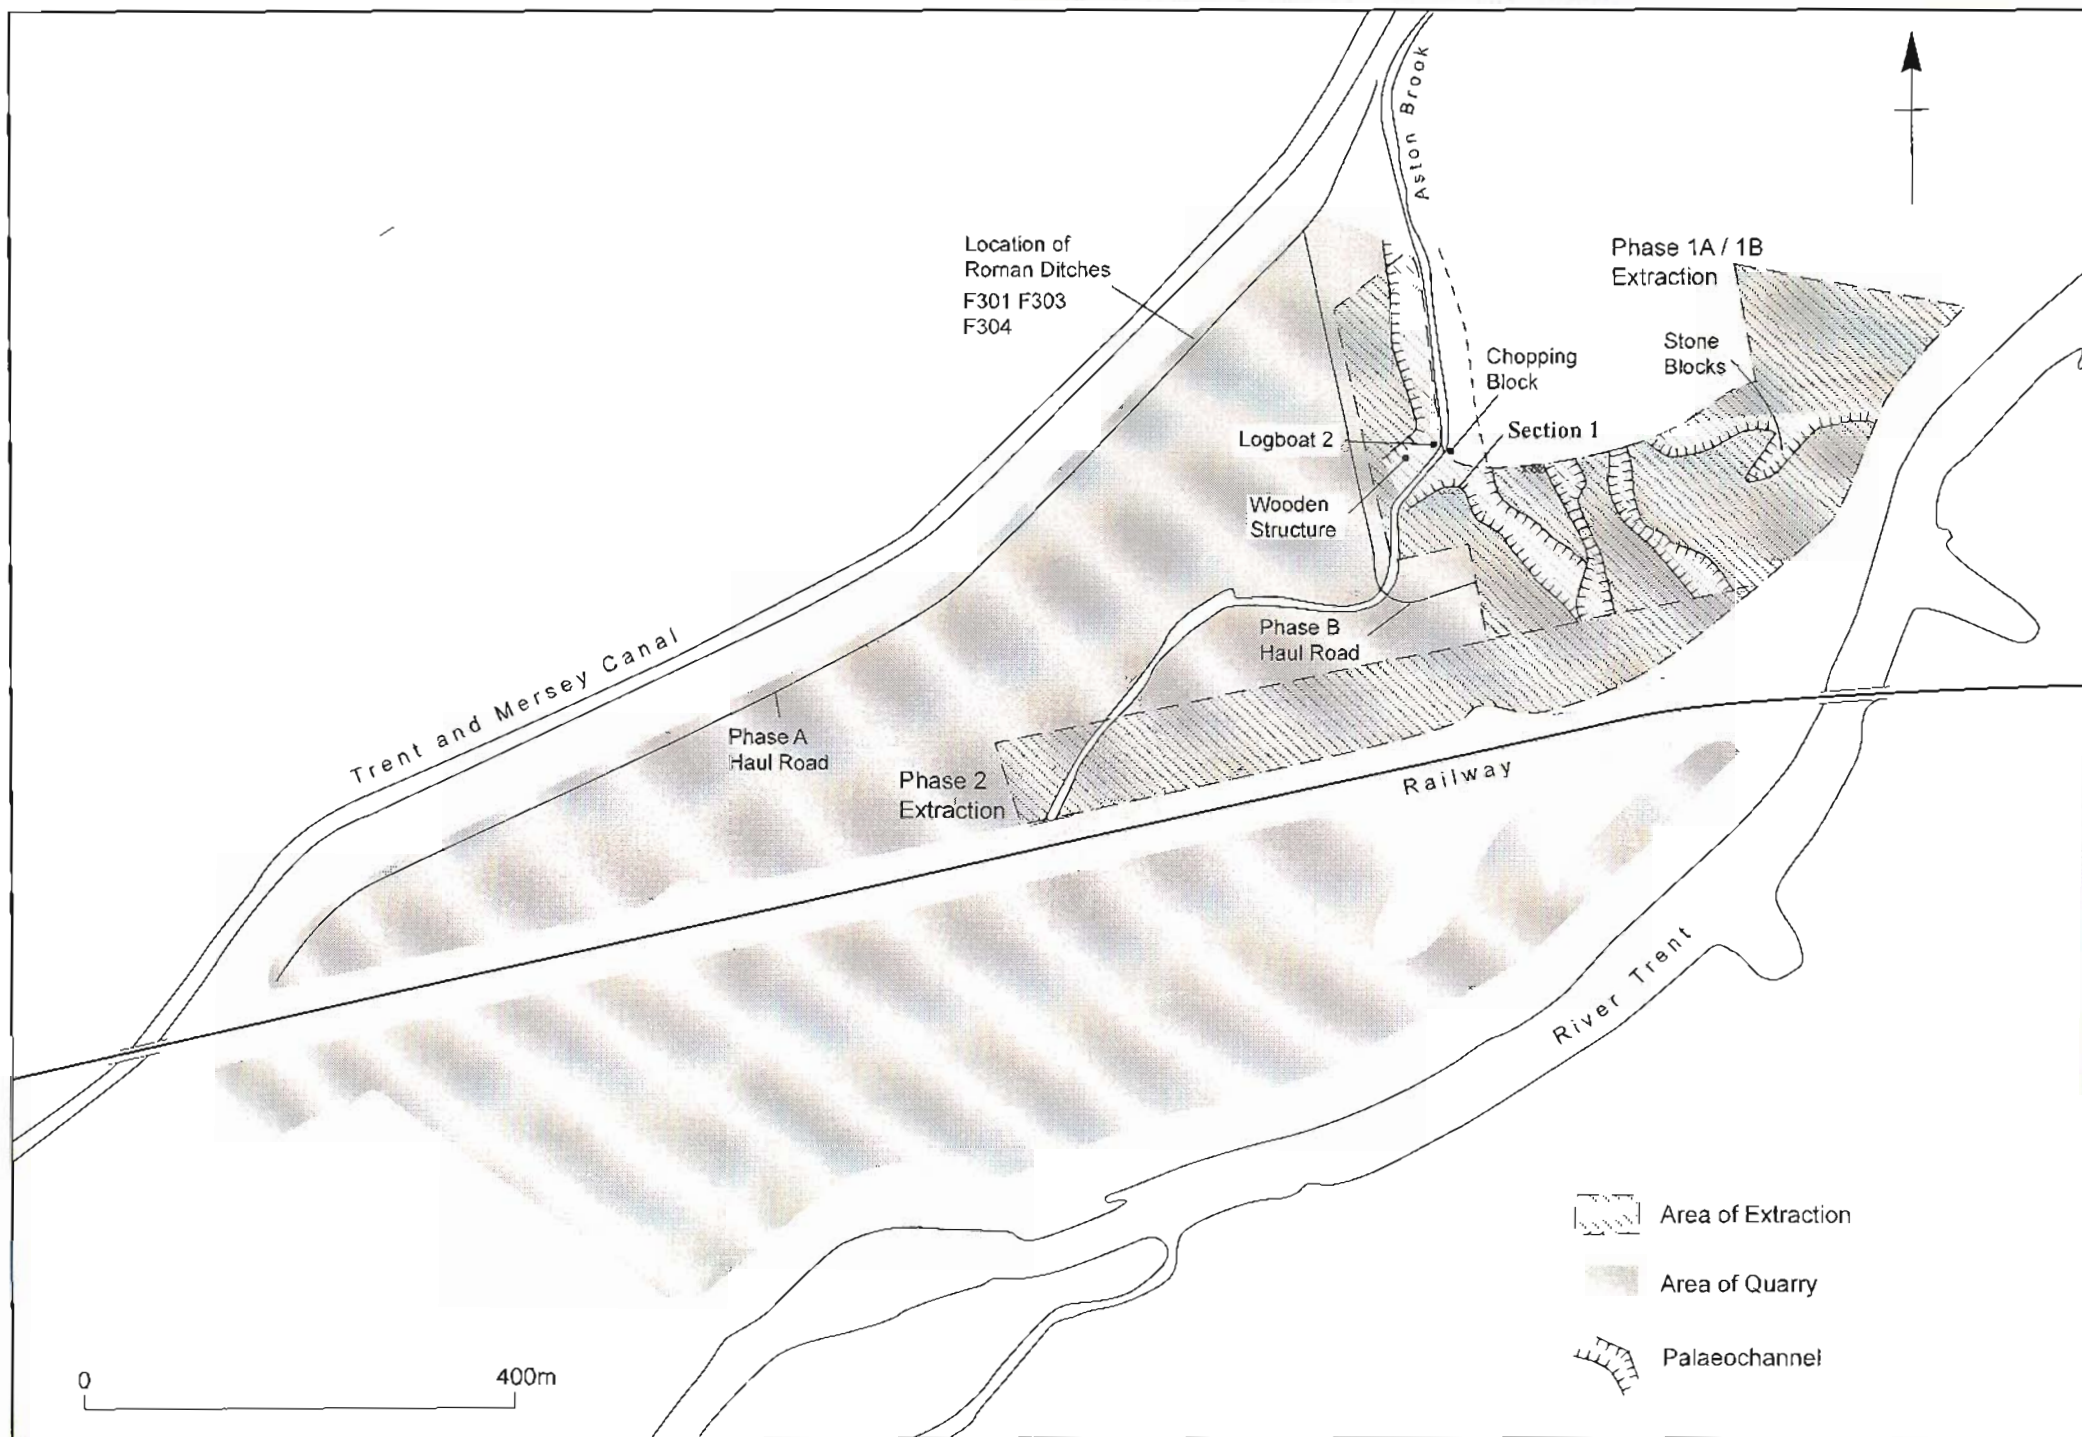 Aston Brook
Location of
Roman Ditches
F301 F303
F304
Phase 1A / 1B
Extraction
Stone
Blocks
Chopping
Block
Section 1
Logboat 2
Wooden
Structure
Phase B
Haul Road
Trent and Mersey Canal
Phase A
Haul Road
Phase 2
Extraction
Railway
River Trent
Area of Extraction
Area of Quarry
Palaeochannel
0 400m